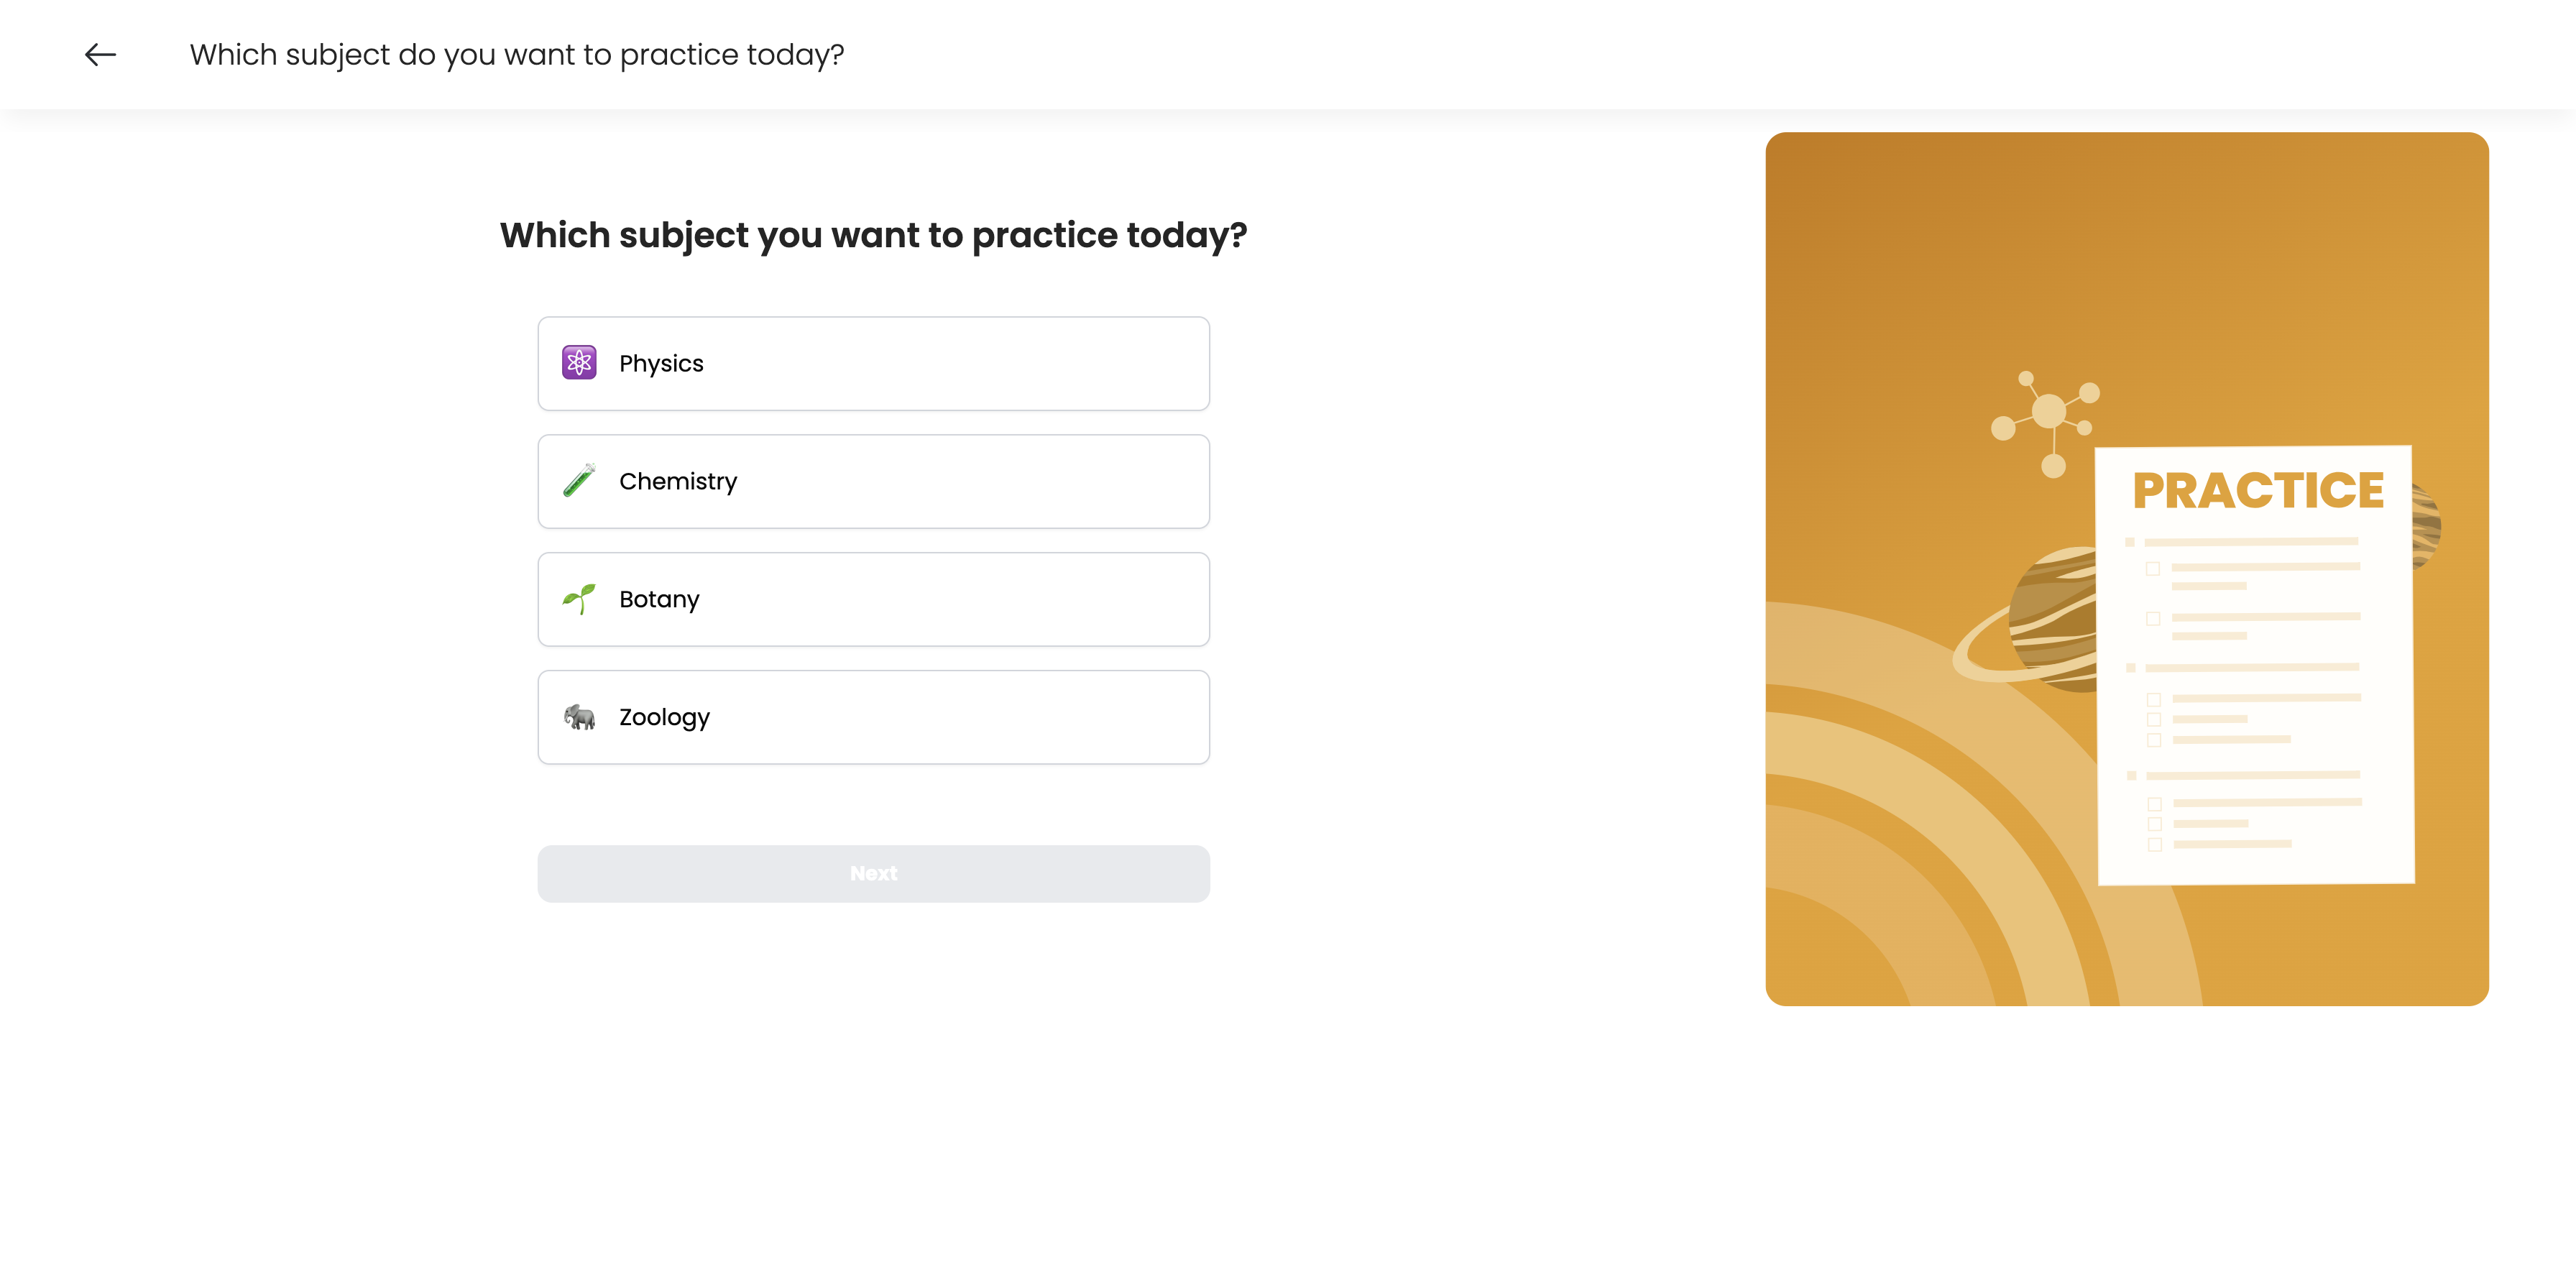 Which subject do you want to practice today?
Which subject you want to practice today?
Physics
Chemistry
Botany
Zoology
Next
PRACTICE